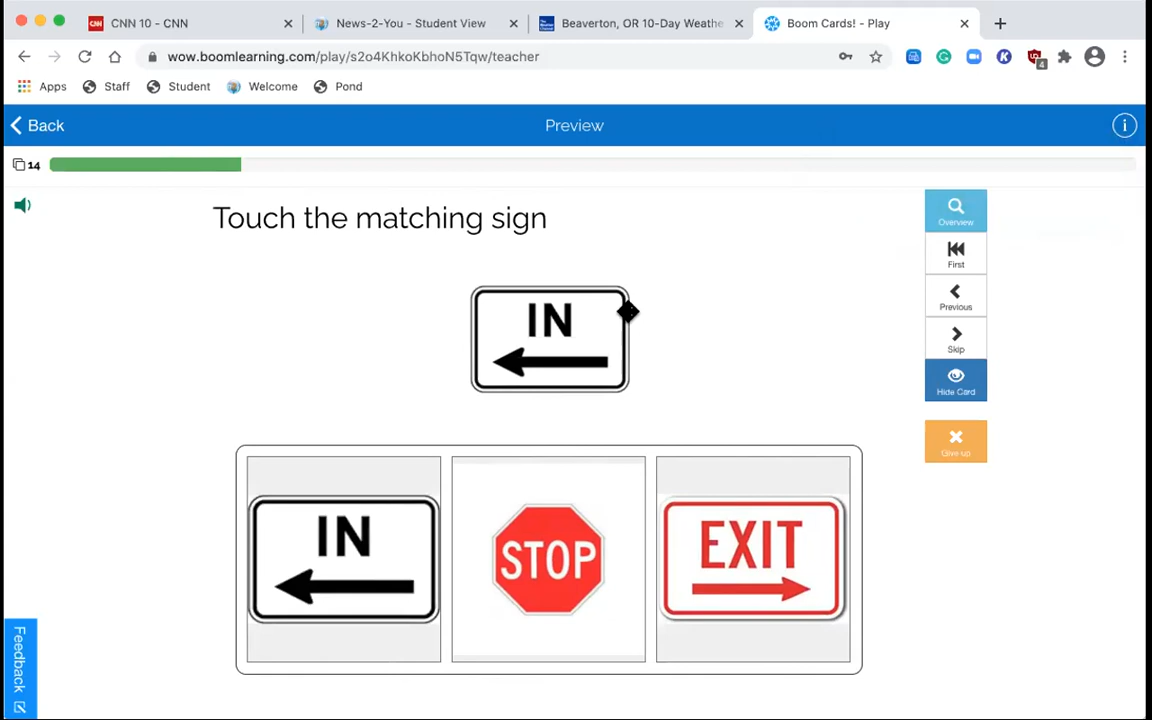 CNN 10 - CNN
News-2-You - Student View
Beaverton, OR 10-Day Weathe
Boom Cards! - Play
wow.boomlearning.com/play/s2o4KhkoKbhoN5Tqw/teacher
Apps
Staff
Student
Welcome
Pond
Back
Preview
14
Touch the matching sign
Overview
First
Previous
Skip
Hide Card
Give up
IN
IN
STOP
EXIT
Feedback